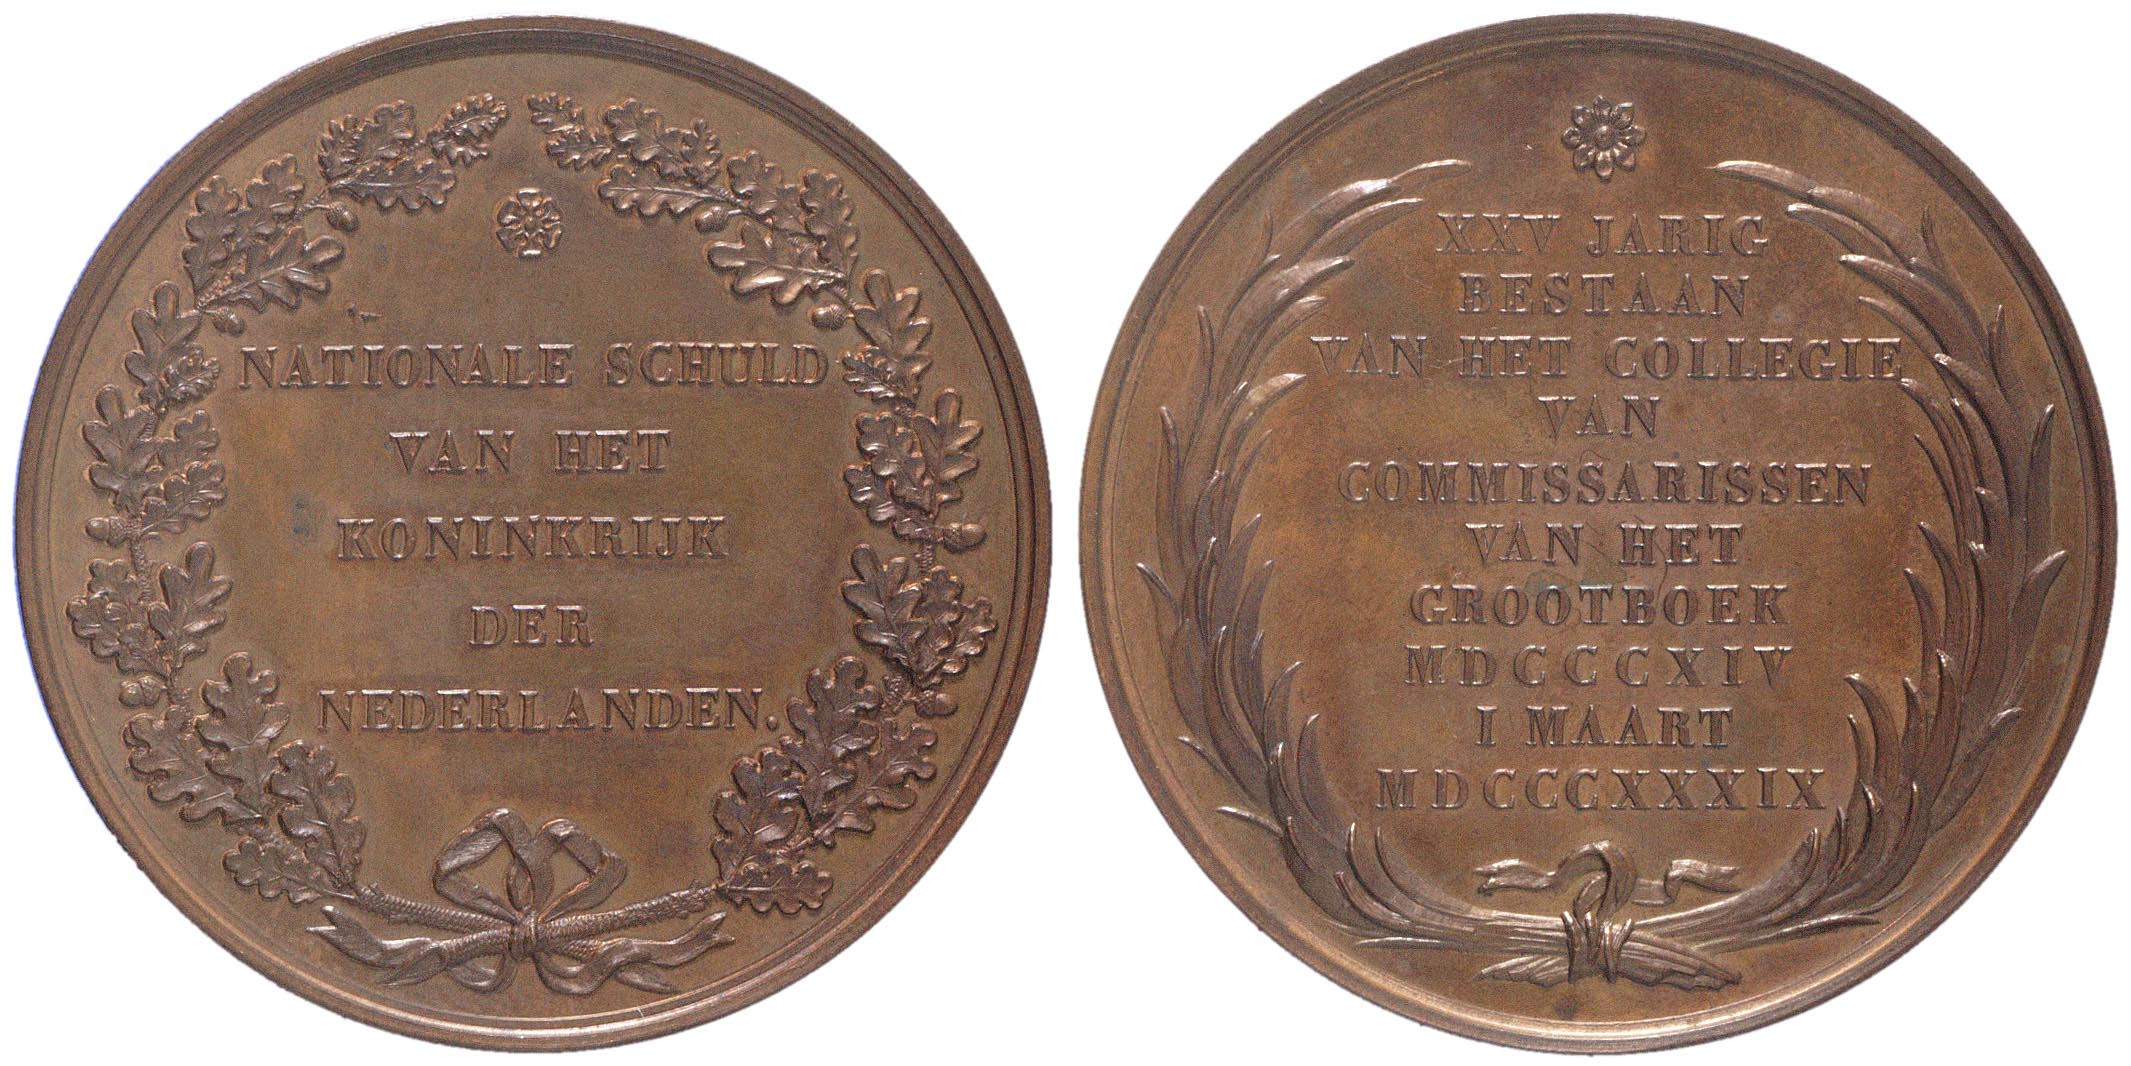 NATIONALE SCHULD
VAN HET
KONINKRIJK
DER
NEDERLANDEN.
XXV JARIG
BESTAAN
VAN HET COLLEGIE
VAN
COMMISSARISSEN
VAN HET
GROOTBOEK
MDCCCXIV
I MAART
MDCCCXXXIX